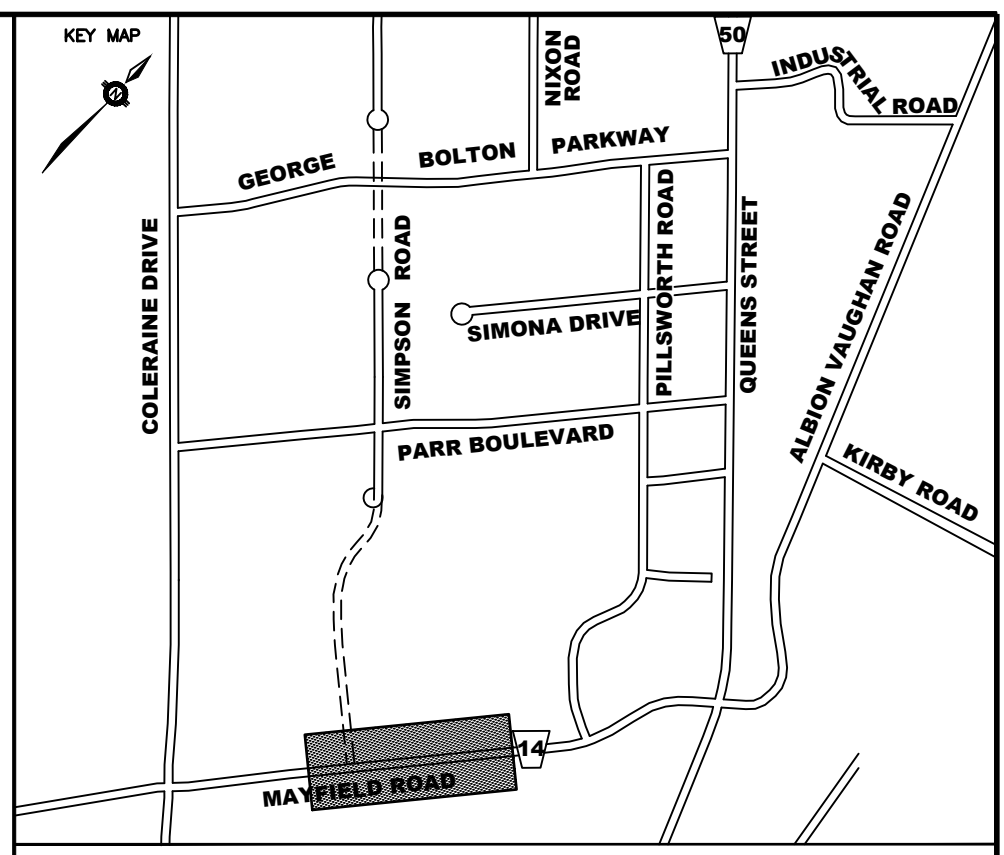 KEY MAP
N
50
NIXON
ROAD
INDUSTRIAL ROAD
GEORGE BOLTON PARKWAY
COLERAINE DRIVE
SIMPSON ROAD
SIMONA DRIVE
PILLSWORTH ROAD
QUEENS STREET
ALBION VAUGHAN ROAD
PARR BOULEVARD
KIRBY ROAD
14
MAYFIELD ROAD